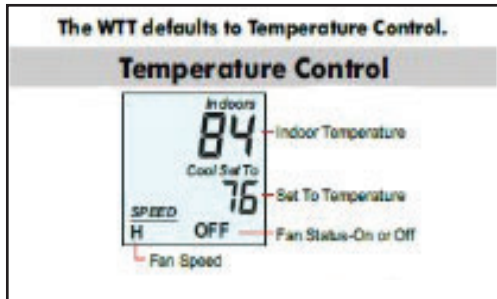 The WTT defaults to Temperature Control.
Temperature Control
Indoors
84 Indoor Temperature
Cool Set To
76 Set To Temperature
SPEED
H OFF Fan Status-On or Off
Fan Speed